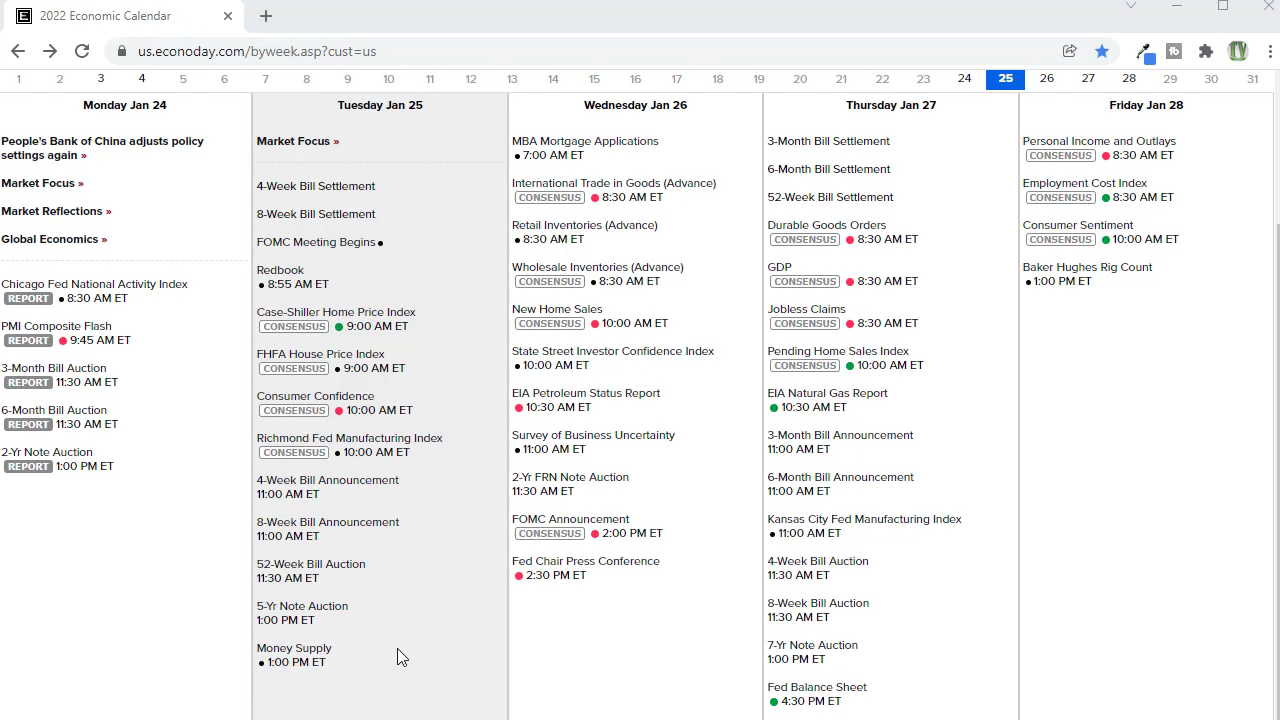 2022 Economic Calendar
us.econoday.com/byweek.asp?cust=us
1 2 3 4 5 6 7 8 9 10 11 12 13 14 15 16 17 18 19 20 21 22 23 24 25 26 27 28 29 30 31
Monday Jan 24
People's Bank of China adjusts policy
settings again »
Market Focus »
Market Reflections »
Global Economics »
Chicago Fed National Activity Index
REPORT ● 8:30 AM ET
PMI Composite Flash
REPORT ● 9:45 AM ET
3-Month Bill Auction
REPORT 11:30 AM ET
6-Month Bill Auction
REPORT 11:30 AM ET
2-Yr Note Auction
REPORT 1:00 PM ET
Tuesday Jan 25
Market Focus »
4-Week Bill Settlement
8-Week Bill Settlement
FOMC Meeting Begins ●
Redbook
● 8:55 AM ET
Case-Shiller Home Price Index
CONSENSUS ● 9:00 AM ET
FHFA House Price Index
CONSENSUS ● 9:00 AM ET
Consumer Confidence
CONSENSUS ● 10:00 AM ET
Richmond Fed Manufacturing Index
CONSENSUS ● 10:00 AM ET
4-Week Bill Announcement
11:00 AM ET
8-Week Bill Announcement
11:00 AM ET
52-Week Bill Auction
11:30 AM ET
5-Yr Note Auction
1:00 PM ET
Money Supply
● 1:00 PM ET
Wednesday Jan 26
MBA Mortgage Applications
● 7:00 AM ET
International Trade in Goods (Advance)
CONSENSUS ● 8:30 AM ET
Retail Inventories (Advance)
● 8:30 AM ET
Wholesale Inventories (Advance)
CONSENSUS ● 8:30 AM ET
New Home Sales
CONSENSUS ● 10:00 AM ET
State Street Investor Confidence Index
● 10:00 AM ET
EIA Petroleum Status Report
● 10:30 AM ET
Survey of Business Uncertainty
● 11:00 AM ET
2-Yr FRN Note Auction
11:30 AM ET
FOMC Announcement
CONSENSUS ● 2:00 PM ET
Fed Chair Press Conference
● 2:30 PM ET
Thursday Jan 27
3-Month Bill Settlement
6-Month Bill Settlement
52-Week Bill Settlement
Durable Goods Orders
CONSENSUS ● 8:30 AM ET
GDP
CONSENSUS ● 8:30 AM ET
Jobless Claims
CONSENSUS ● 8:30 AM ET
Pending Home Sales Index
CONSENSUS ● 10:00 AM ET
EIA Natural Gas Report
● 10:30 AM ET
3-Month Bill Announcement
11:00 AM ET
6-Month Bill Announcement
11:00 AM ET
Kansas City Fed Manufacturing Index
● 11:00 AM ET
4-Week Bill Auction
11:30 AM ET
8-Week Bill Auction
11:30 AM ET
7-Yr Note Auction
1:00 PM ET
Fed Balance Sheet
● 4:30 PM ET
Friday Jan 28
Personal Income and Outlays
CONSENSUS ● 8:30 AM ET
Employment Cost Index
CONSENSUS ● 8:30 AM ET
Consumer Sentiment
CONSENSUS ● 10:00 AM ET
Baker Hughes Rig Count
● 1:00 PM ET